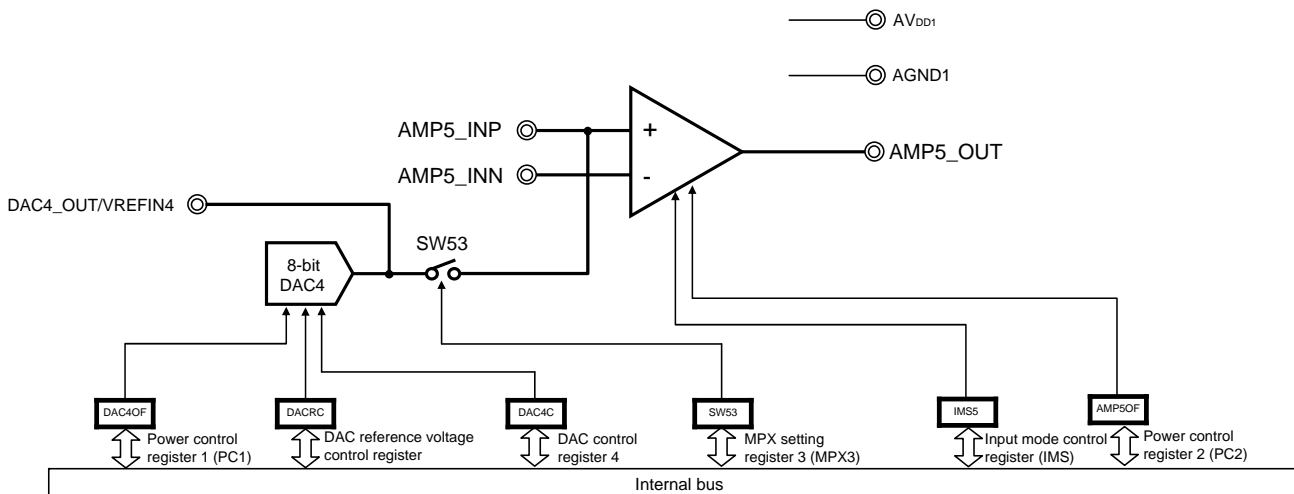 AVDD1
AGND1
AMP5_INP
+
AMP5_INN
-
AMP5_OUT
DAC4_OUT/VREFIN4
SW53
8-bit
DAC4
DAC4OF
DACRC
DAC4C
SW53
IMS5
AMP5OF
Power control
register 1 (PC1)
DAC reference voltage
control register
DAC control
register 4
MPX setting
register 3 (MPX3)
Input mode control
register (IMS)
Power control
register 2 (PC2)
Internal bus